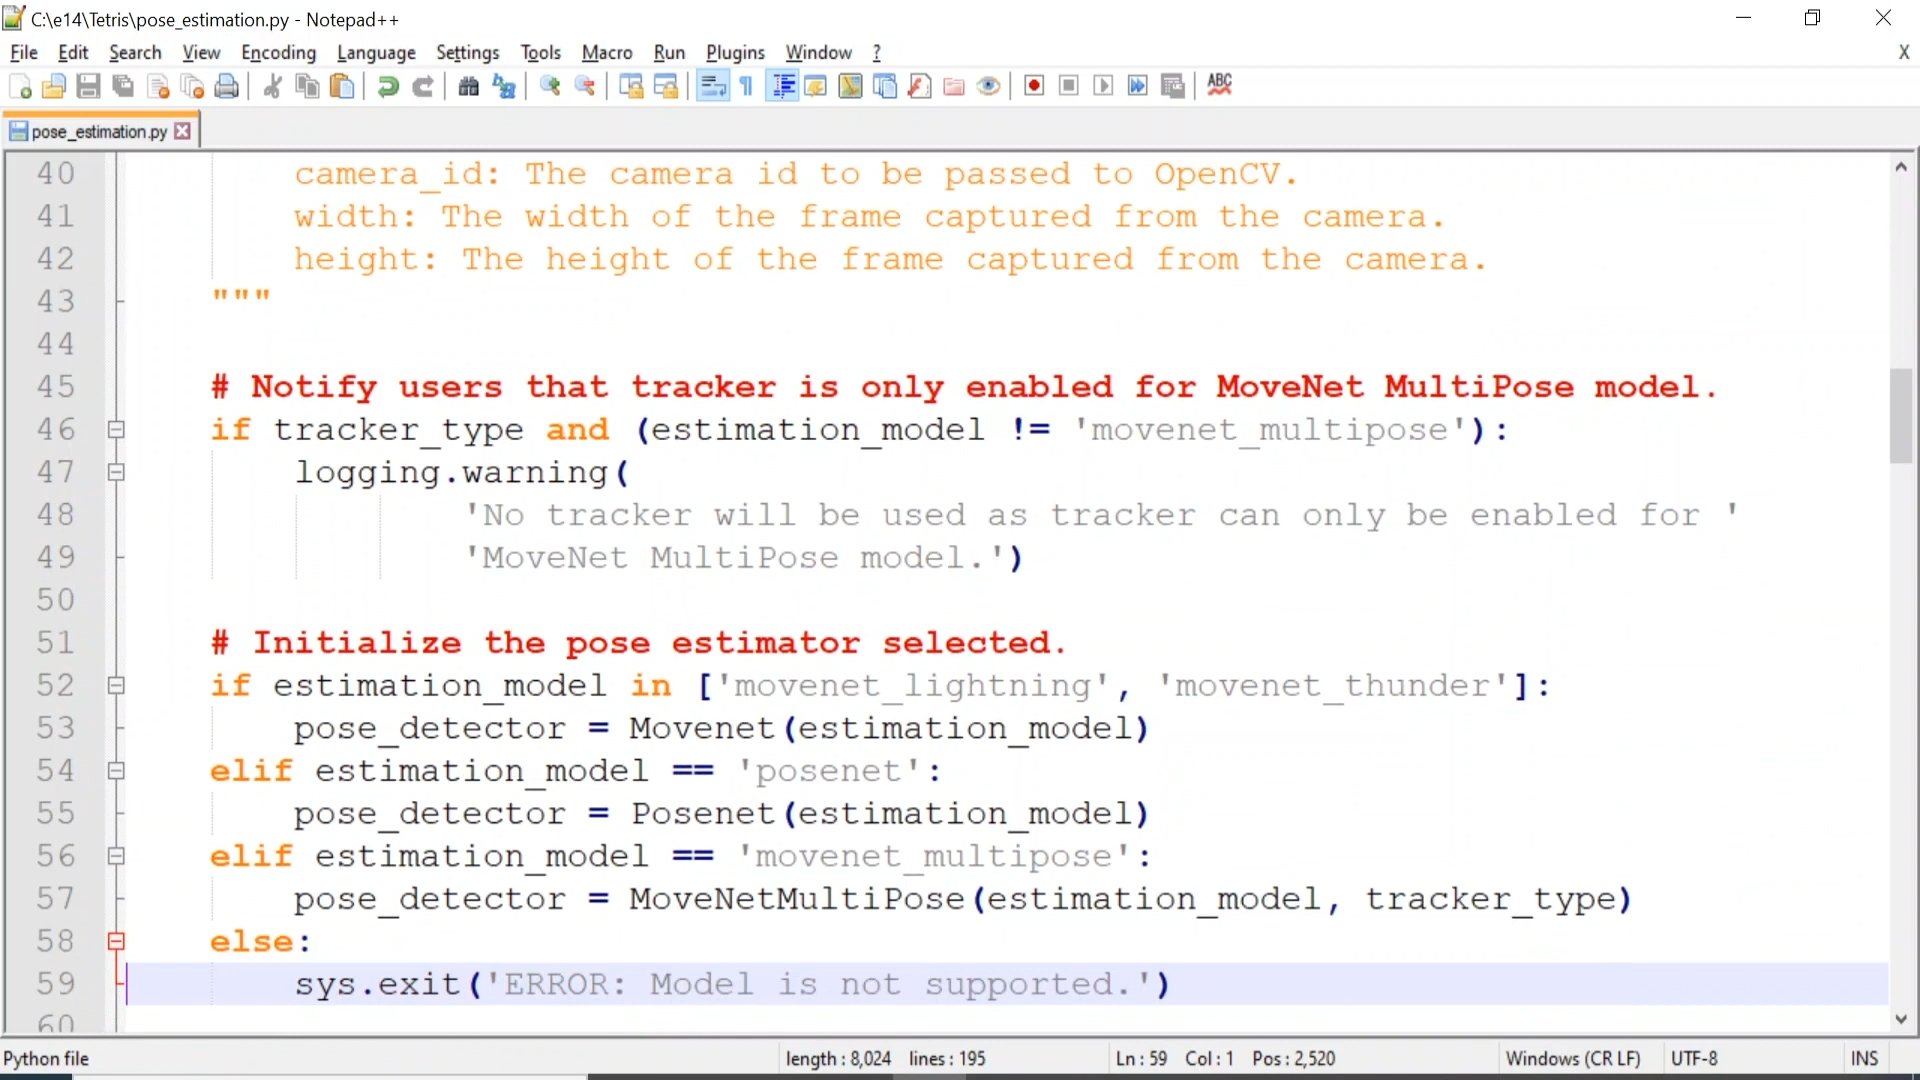 C:\e14\Tetris\pose_estimation.py - Notepad++
File Edit Search View Encoding Language Settings Tools Macro Run Plugins Window ? X
ABC
pose_estimation.py
40 camera_id: The camera id to be passed to OpenCV.
41 width: The width of the frame captured from the camera.
42 height: The height of the frame captured from the camera.
43 """
44
45 # Notify users that tracker is only enabled for MoveNet MultiPose model.
46 if tracker_type and (estimation_model != 'movenet_multipose'):
47 logging.warning(
48 'No tracker will be used as tracker can only be enabled for '
49 'MoveNet MultiPose model.')
50
51 # Initialize the pose estimator selected.
52 if estimation_model in ['movenet_lightning', 'movenet_thunder']:
53 pose_detector = Movenet(estimation_model)
54 elif estimation_model == 'posenet':
55 pose_detector = Posenet(estimation_model)
56 elif estimation_model == 'movenet_multipose':
57 pose_detector = MoveNetMultiPose(estimation_model, tracker_type)
58 else:
59 sys.exit('ERROR: Model is not supported.')
60
Python file length : 8,024 lines : 195 Ln : 59 Col : 1 Pos : 2,520 Windows (CR LF) UTF-8 INS